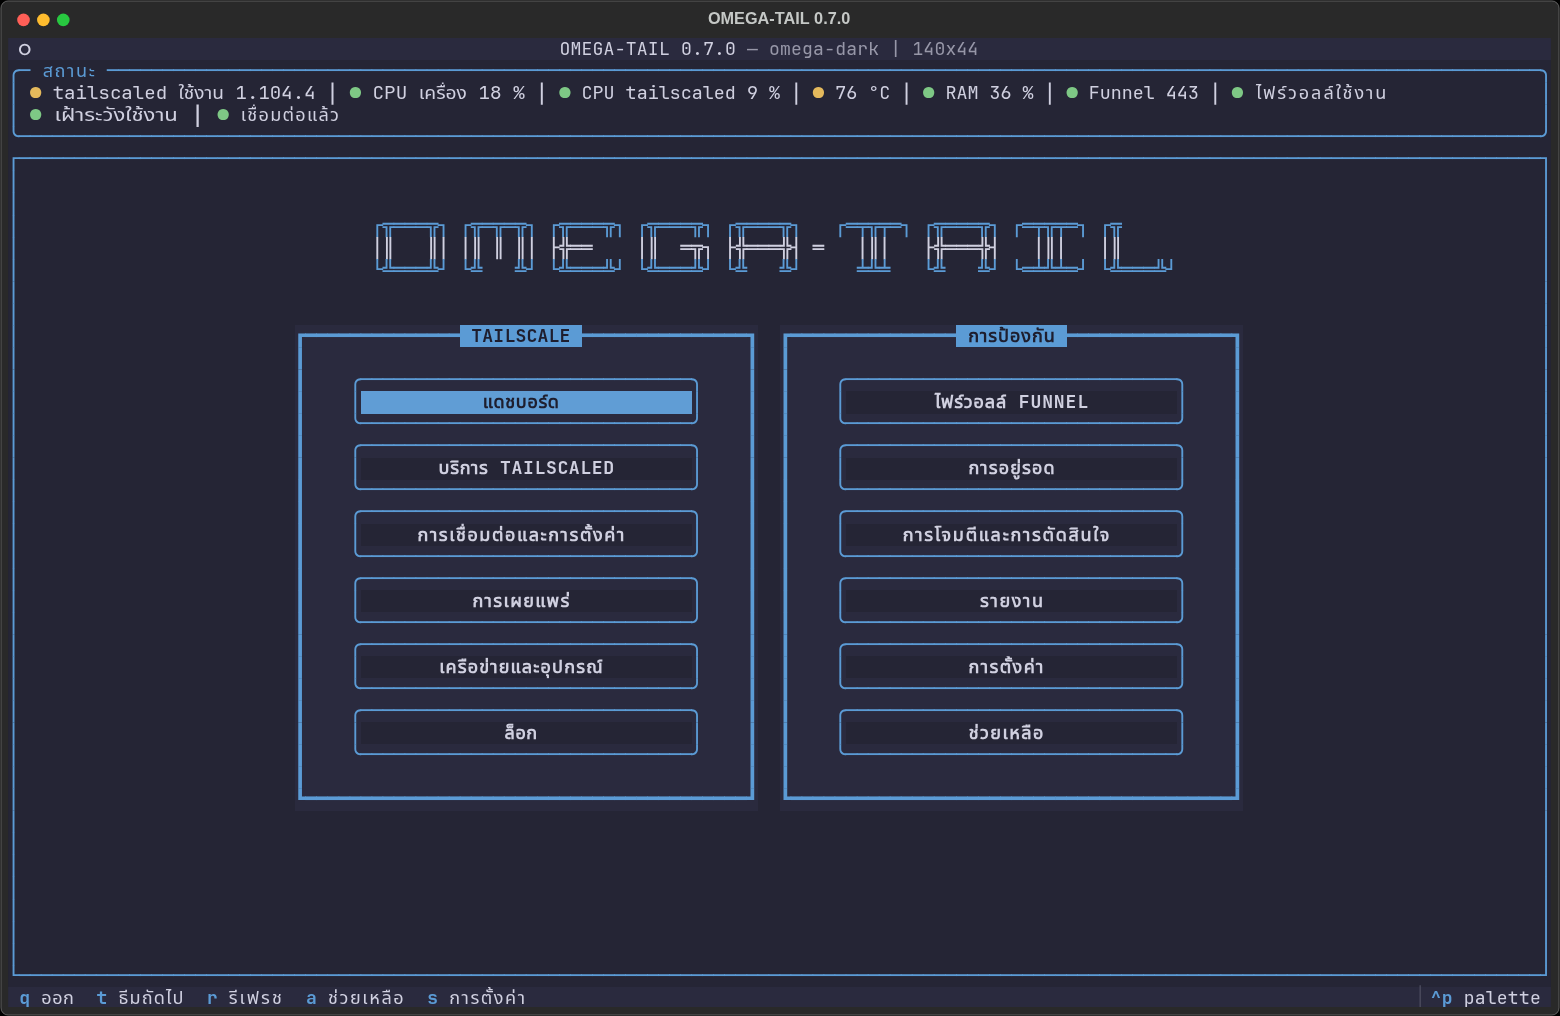 OMEGA-TAIL 0.7.0
OMEGA-TAIL 0.7.0 — omega-dark | 140x44
สถานะ
● tailscaled ใช้งาน 1.104.4 | ● CPU เครื่อง 18 % | ● CPU tailscaled 9 % | ● 76 °C | ● RAM 36 % | ● Funnel 443 | ● ไฟร์วอลล์ใช้งาน
● เฝ้าระวังใช้งาน | ● เชื่อมต่อแล้ว
OMEGA-TAIL
TAILSCALE
แดชบอร์ด
บริการ TAILSCALED
การเชื่อมต่อและการตั้งค่า
การเผยแพร่
เครือข่ายและอุปกรณ์
ล็อก
การป้องกัน
ไฟร์วอลล์ FUNNEL
การอยู่รอด
การโจมตีและการตัดสินใจ
รายงาน
การตั้งค่า
ช่วยเหลือ
q ออก t ธีมถัดไป r รีเฟรช a ช่วยเหลือ s การตั้งค่า ^p palette